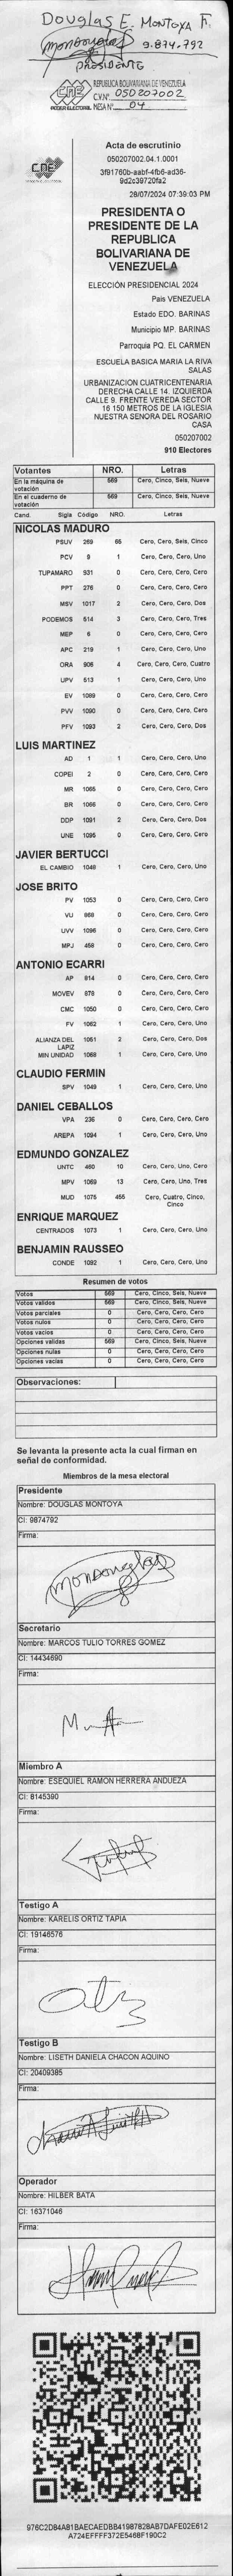 Douglas E. Montoya F.
9.874.792
PRESIDENTE
CNE
PODER ELECTORAL
REPUBLICA BOLIVARIANA DE VENEZUELA
C.V.Nº 050207002
MESA Nº 04
CNE
Acta de escrutinio
050207002.04.1.0001
3f91760b-aabf-4fb6-ad36-
9d2c39720fa2
28/07/2024 07:39:03 PM
PRESIDENTA O
PRESIDENTE DE LA
REPUBLICA
BOLIVARIANA DE
VENEZUELA
ELECCIÓN PRESIDENCIAL 2024
Pais VENEZUELA
Estado EDO. BARINAS
Municipio MP. BARINAS
Parroquia PQ. EL CARMEN
ESCUELA BASICA MARIA LA RIVA
SALAS
URBANIZACION CUATRICENTENARIA
DERECHA CALLE 14. IZQUIERDA
CALLE 9. FRENTE VEREDA SECTOR
16 150 METROS DE LA IGLESIA
NUESTRA SENORA DEL ROSARIO
CASA
050207002
910 Electores
Votantes NRO. Letras
En la máquina de votación 569 Cero, Cinco, Seis, Nueve
En el cuaderno de votación 569 Cero, Cinco, Seis, Nueve
Cand. Sigla Código NRO. Letras
NICOLAS MADURO
PSUV 269 65 Cero, Cero, Seis, Cinco
PCV 9 1 Cero, Cero, Cero, Uno
TUPAMARO 931 0 Cero, Cero, Cero, Cero
PPT 276 0 Cero, Cero, Cero, Cero
MSV 1017 2 Cero, Cero, Cero, Dos
PODEMOS 514 3 Cero, Cero, Cero, Tres
MEP 6 0 Cero, Cero, Cero, Cero
APC 219 1 Cero, Cero, Cero, Uno
ORA 906 4 Cero, Cero, Cero, Cuatro
UPV 513 1 Cero, Cero, Cero, Uno
EV 1089 0 Cero, Cero, Cero, Cero
PVV 1090 0 Cero, Cero, Cero, Cero
PFV 1093 2 Cero, Cero, Cero, Dos
LUIS MARTINEZ
AD 1 1 Cero, Cero, Cero, Uno
COPEI 2 0 Cero, Cero, Cero, Cero
MR 1065 0 Cero, Cero, Cero, Cero
BR 1066 0 Cero, Cero, Cero, Cero
DDP 1091 2 Cero, Cero, Cero, Dos
UNE 1095 0 Cero, Cero, Cero, Cero
JAVIER BERTUCCI
EL CAMBIO 1048 1 Cero, Cero, Cero, Uno
JOSE BRITO
PV 1053 0 Cero, Cero, Cero, Cero
VU 868 0 Cero, Cero, Cero, Cero
UVV 1096 0 Cero, Cero, Cero, Cero
MPJ 458 0 Cero, Cero, Cero, Cero
ANTONIO ECARRI
AP 814 0 Cero, Cero, Cero, Cero
MOVEV 878 0 Cero, Cero, Cero, Cero
CMC 1050 0 Cero, Cero, Cero, Cero
FV 1062 1 Cero, Cero, Cero, Uno
ALIANZA DEL LAPIZ 1061 2 Cero, Cero, Cero, Dos
MIN UNIDAD 1068 1 Cero, Cero, Cero, Uno
CLAUDIO FERMIN
SPV 1049 1 Cero, Cero, Cero, Uno
DANIEL CEBALLOS
VPA 236 0 Cero, Cero, Cero, Cero
AREPA 1094 1 Cero, Cero, Cero, Uno
EDMUNDO GONZALEZ
UNTC 460 10 Cero, Cero, Uno, Cero
MPV 1069 13 Cero, Cero, Uno, Tres
MUD 1076 455 Cero, Cuatro, Cinco,
Cinco
ENRIQUE MARQUEZ
CENTRADOS 1073 1 Cero, Cero, Cero, Uno
BENJAMIN RAUSSEO
CONDE 1092 1 Cero, Cero, Cero, Uno
Resumen de votos
Votos 569 Cero, Cinco, Seis, Nueve
Votos validos 569 Cero, Cinco, Seis, Nueve
Votos parciales 0 Cero, Cero, Cero, Cero
Votos nulos 0 Cero, Cero, Cero, Cero
Votos vacios 0 Cero, Cero, Cero, Cero
Opciones validas 569 Cero, Cinco, Seis, Nueve
Opciones nulas 0 Cero, Cero, Cero, Cero
Opciones vacias 0 Cero, Cero, Cero, Cero
Observaciones:
Se levanta la presente acta la cual firman en
señal de conformidad.
Miembros de la mesa electoral
Presidente
Nombre: DOUGLAS MONTOYA
CI: 9874792
Firma:
Secretario
Nombre: MARCOS TULIO TORRES GOMEZ
CI: 14434690
Firma:
Miembro A
Nombre: ESEQUIEL RAMON HERRERA ANDUEZA
CI: 8145390
Firma:
Testigo A
Nombre: KARELIS ORTIZ TAPIA
CI: 19146576
Firma:
Testigo B
Nombre: LISETH DANIELA CHACON AQUINO
CI: 20409385
Firma:
Operador
Nombre: HILBER BATA
CI: 16371046
Firma:
976C2D84A81BAECAEDBB41987828AB7DAFE02E612
A724EFFFF372E5468F190C2